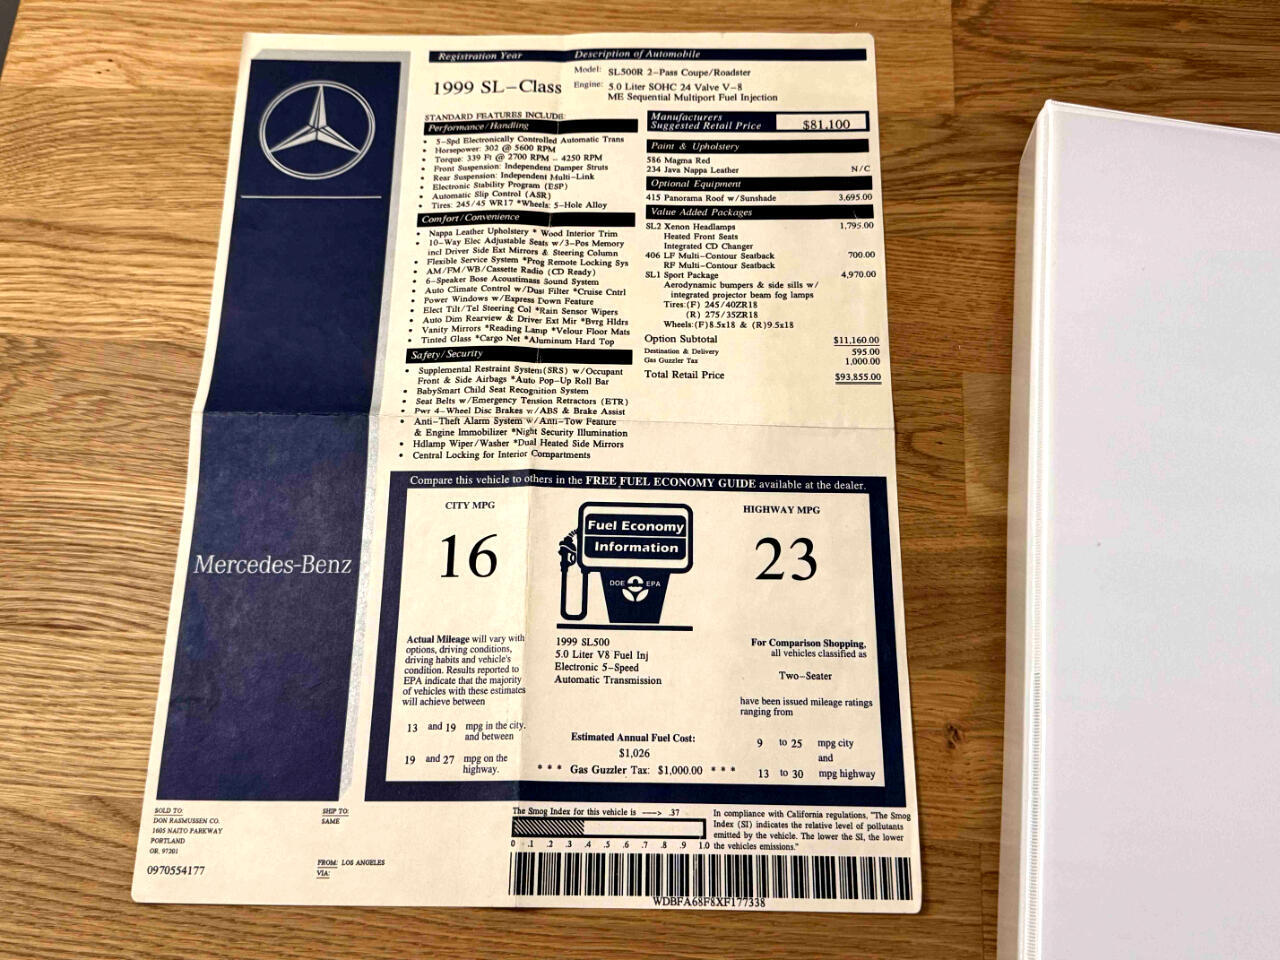 Registration Year
Description of Automobile
1999 SL-Class
Model: SL500R 2-Pass Coupe/Roadster
Engine: 5.0 Liter SOHC 24 Valve V-8
ME Sequential Multiport Fuel Injection
STANDARD FEATURES INCLUDE:
Performance/Handling
• 5-Spd Electronically Controlled Automatic Trans
• Horsepower: 302 @ 5600 RPM
• Torque: 339 Ft @ 2700 RPM - 4250 RPM
• Front Suspension: Independent Damper Struts
• Rear Suspension: Independent Multi-Link
• Electronic Stability Program (ESP)
• Automatic Slip Control (ASR)
• Tires: 245/45 WR17 *Wheels: 5-Hole Alloy
Comfort/Convenience
• Nappa Leather Upholstery * Wood Interior Trim
• 10-Way Elec Adjustable Seats w/3-Pos Memory
incl Driver Side Ext Mirrors & Steering Column
• Flexible Service System *Prog Remote Locking Sys
• AM/FM/WB/Cassette Radio (CD Ready)
• 6-Speaker Bose Acoustimass Sound System
• Auto Climate Control w/Dust Filter *Cruise Cntrl
• Power Windows w/Express Down Feature
• Elect Tilt/Tel Steering Col *Rain Sensor Wipers
• Auto Dim Rearview & Driver Ext Mir *Bvrg Hldrs
• Vanity Mirrors *Reading Lamp *Velour Floor Mats
• Tinted Glass *Cargo Net *Aluminum Hard Top
Safety/Security
• Supplemental Restraint System(SRS) w/Occupant
Front & Side Airbags *Auto Pop-Up Roll Bar
• BabySmart Child Seat Recognition System
• Seat Belts w/Emergency Tension Retractors (ETR)
• Pwr 4-Wheel Disc Brakes w/ABS & Brake Assist
• Anti-Theft Alarm System w/Anti-Tow Feature
& Engine Immobilizer *Night Security Illumination
• Hdlamp Wiper/Washer *Dual Heated Side Mirrors
• Central Locking for Interior Compartments
Manufacturers
Suggested Retail Price
$81,100
Paint & Upholstery
586 Magma Red
234 Java Nappa Leather N/C
Optional Equipment
415 Panorama Roof w/Sunshade 3,695.00
Value Added Packages
SL2 Xenon Headlamps 1,795.00
Heated Front Seats
Integrated CD Changer
406 LF Multi-Contour Seatback 700.00
RF Multi-Contour Seatback
SL1 Sport Package 4,970.00
Aerodynamic bumpers & side sills w/
integrated projector beam fog lamps
Tires:(F) 245/40ZR18
(R) 275/35ZR18
Wheels:(F)8.5x18 & (R)9.5x18
Option Subtotal $11,160.00
Destination & Delivery 595.00
Gas Guzzler Tax 1,000.00
Total Retail Price $93,855.00
Mercedes-Benz
Compare this vehicle to others in the FREE FUEL ECONOMY GUIDE available at the dealer.
CITY MPG
16
Fuel Economy
Information
DOE EPA
HIGHWAY MPG
23
Actual Mileage will vary with
options, driving conditions,
driving habits and vehicle's
condition. Results reported to
EPA indicate that the majority
of vehicles with these estimates
will achieve between
13 and 19 mpg in the city.
and between
19 and 27 mpg on the
highway.
1999 SL500
5.0 Liter V8 Fuel Inj
Electronic 5-Speed
Automatic Transmission
Estimated Annual Fuel Cost:
$1,026
* * * Gas Guzzler Tax: $1,000.00 * * *
For Comparison Shopping,
all vehicles classified as
Two-Seater
have been issued mileage ratings
ranging from
9 to 25 mpg city
and
13 to 30 mpg highway
SOLD TO:
DON RASMUSSEN CO.
1605 NAITO PARKWAY
PORTLAND
OR. 97201
0970554177
SHIP TO:
SAME
FROM: LOS ANGELES
VIA:
The Smog Index for this vehicle is ----> .37
0 .1 .2 .3 .4 .5 .6 .7 .8 .9 1.0
In compliance with California regulations, "The Smog
Index (SI) indicates the relative level of pollutants
emitted by the vehicle. The lower the SI, the lower
the vehicles emissions."
WDBFA68F8XF177338